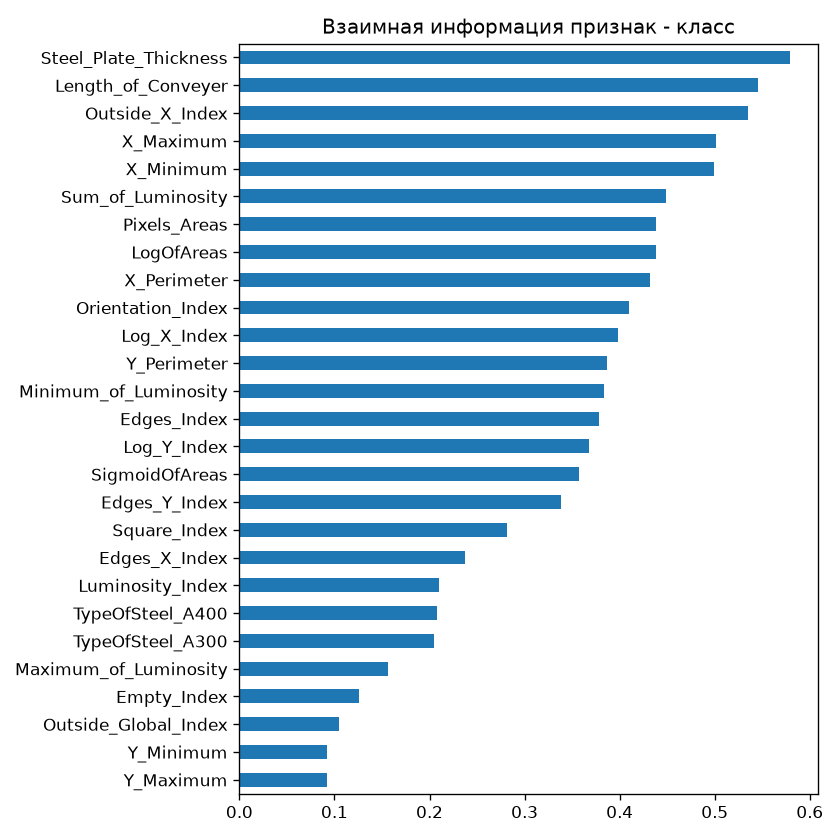 Взаимная информация признак - класс
Steel_Plate_Thickness
Length_of_Conveyer
Outside_X_Index
X_Maximum
X_Minimum
Sum_of_Luminosity
Pixels_Areas
LogOfAreas
X_Perimeter
Orientation_Index
Log_X_Index
Y_Perimeter
Minimum_of_Luminosity
Edges_Index
Log_Y_Index
SigmoidOfAreas
Edges_Y_Index
Square_Index
Edges_X_Index
Luminosity_Index
TypeOfSteel_A400
TypeOfSteel_A300
Maximum_of_Luminosity
Empty_Index
Outside_Global_Index
Y_Minimum
Y_Maximum
0.0 0.1 0.2 0.3 0.4 0.5 0.6